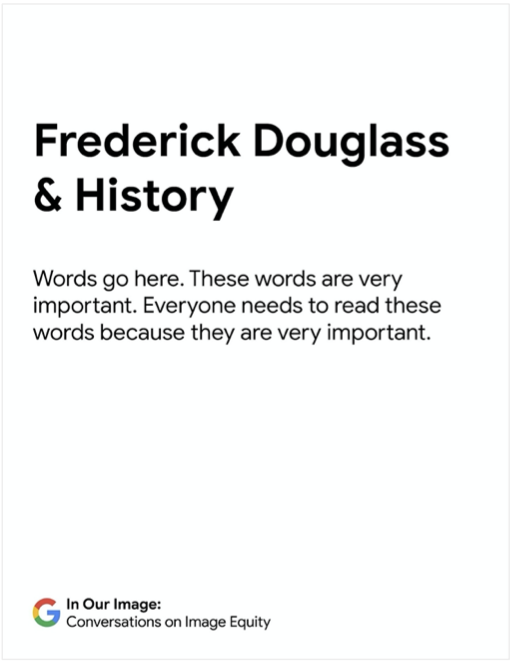 Frederick Douglass
& History
Words go here. These words are very
important. Everyone needs to read these
words because they are very important.
In Our Image:
Conversations on Image Equity